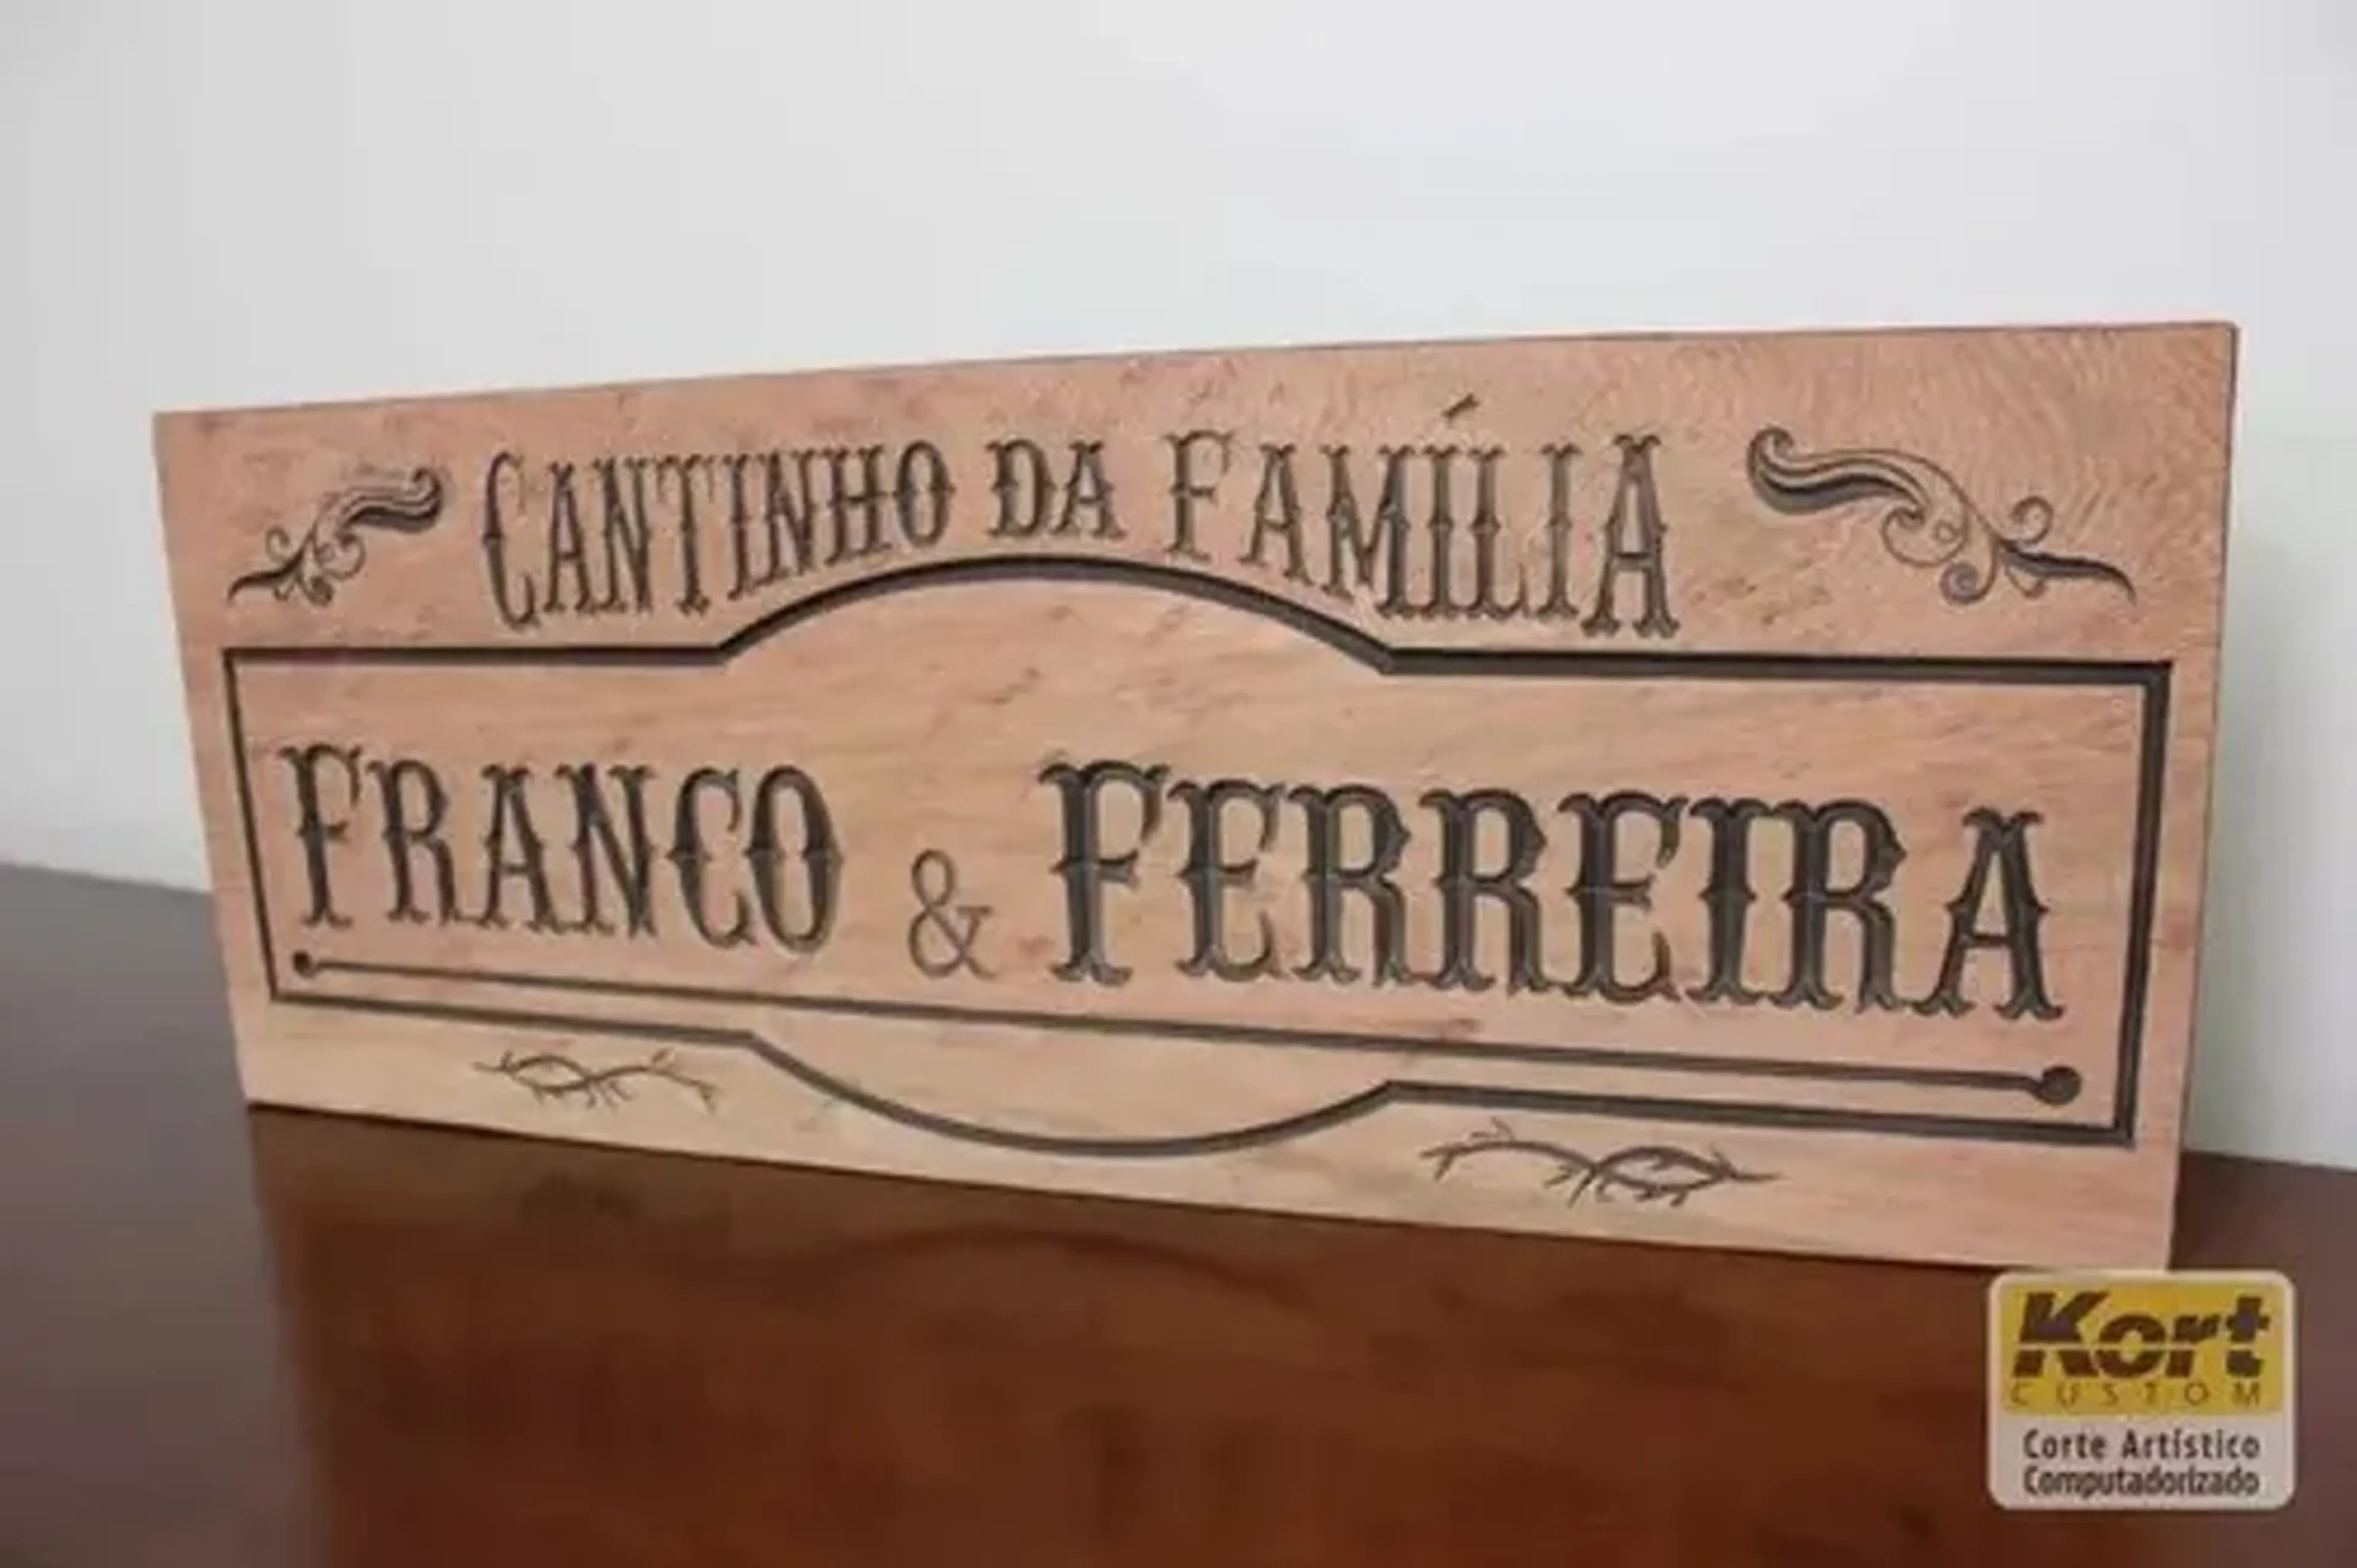 CANTINHO DA FAMÍLIA
FRANCO & FERREIRA
Kort
CUSTOM
Corte Artístico
Computadorizado